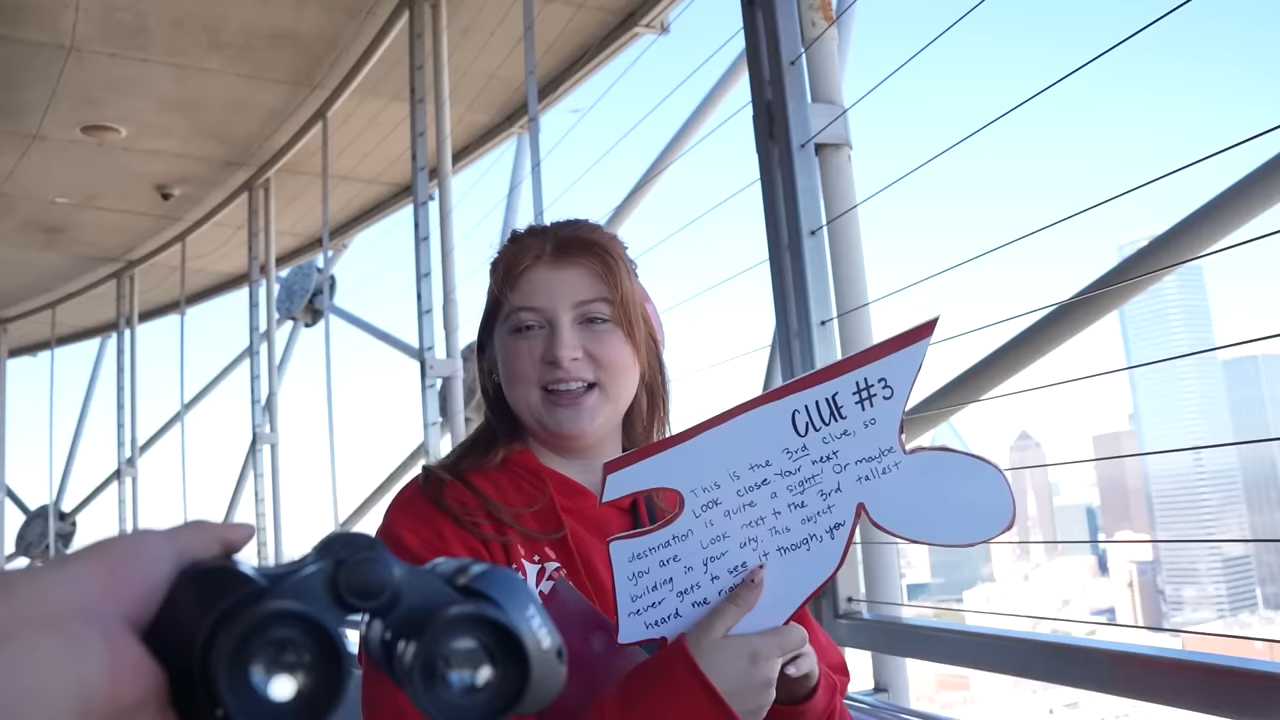 CLUE #3
This is the 3rd clue, so
look close. Your next
destination is quite a sight! Or maybe
you are. Look next to the 3rd tallest
building in your city. This object
never gets to see it though, you
heard me right